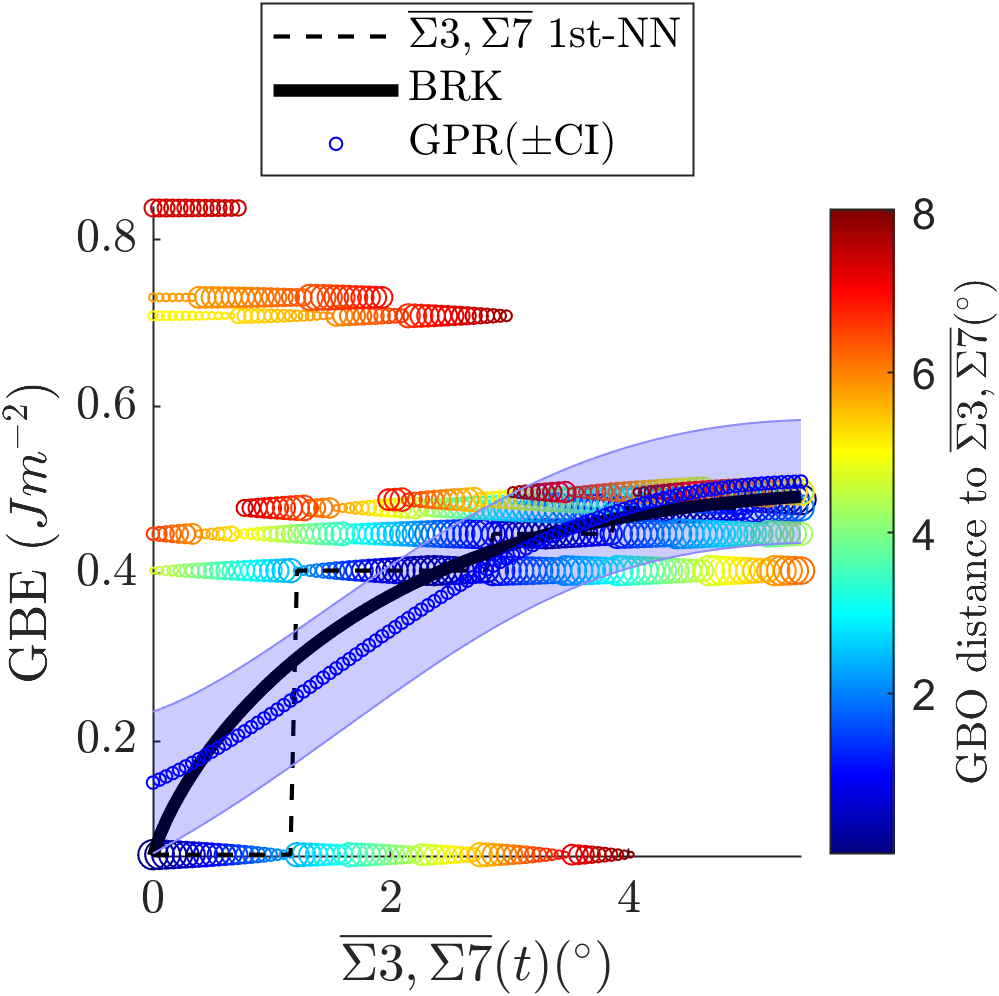 Σ3, Σ7 1st-NN
BRK
GPR(±CI)
GBE (Jm⁻²)
0.8
0.6
0.4
0.2
0
2
4
Σ3, Σ7(t)(°)
8
6
4
2
GBO distance to Σ3, Σ7(°)